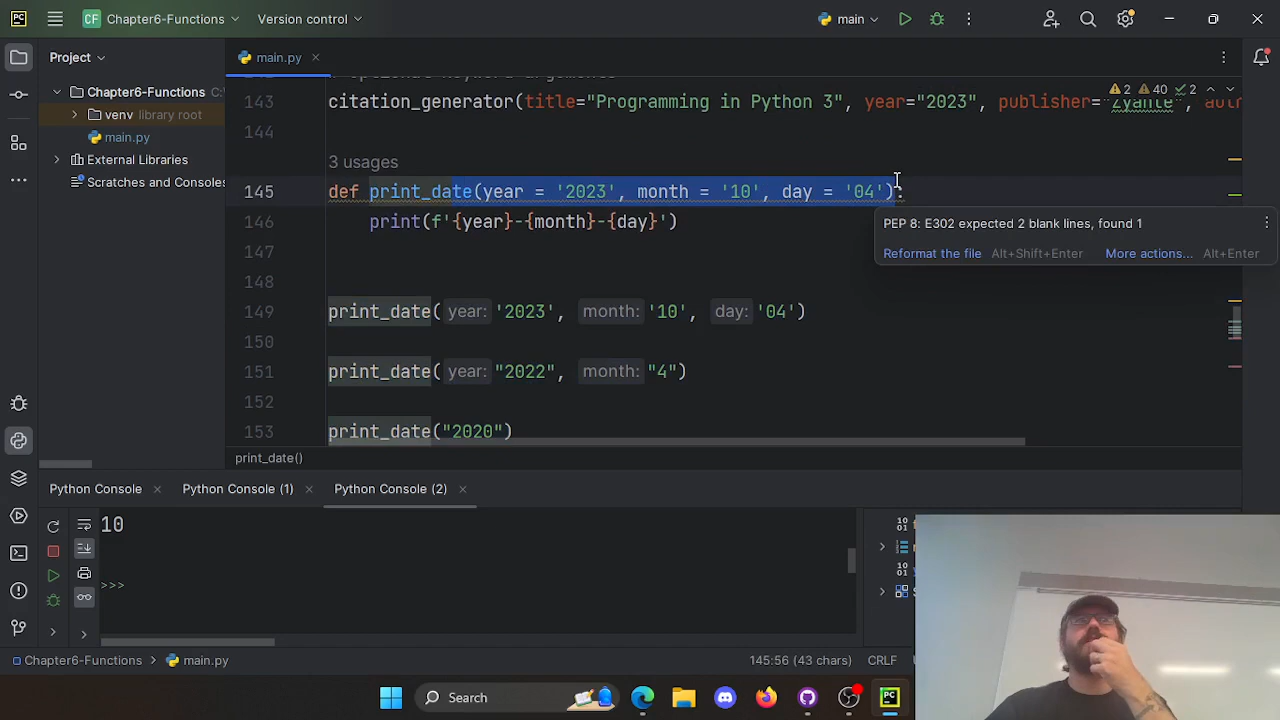 CF Chapter6-Functions Version control main
Project
main.py
Chapter6-Functions C:\
venv library root
main.py
External Libraries
Scratches and Consoles
2 40 2
143 citation_generator(title="Programming in Python 3", year="2023", publisher="Zyante",
144
3 usages
145 def print_date(year = '2023', month = '10', day = '04'):
146 print(f'{year}-{month}-{day}')
PEP 8: E302 expected 2 blank lines, found 1
Reformat the file Alt+Shift+Enter More actions... Alt+Enter
147
148
149 print_date( year: '2023', month: '10', day: '04')
150
151 print_date( year: "2022", month: "4")
152
153 print_date("2020")
print_date()
Python Console Python Console (1) Python Console (2)
10
>>>
Chapter6-Functions main.py 145:56 (43 chars) CRLF
Search